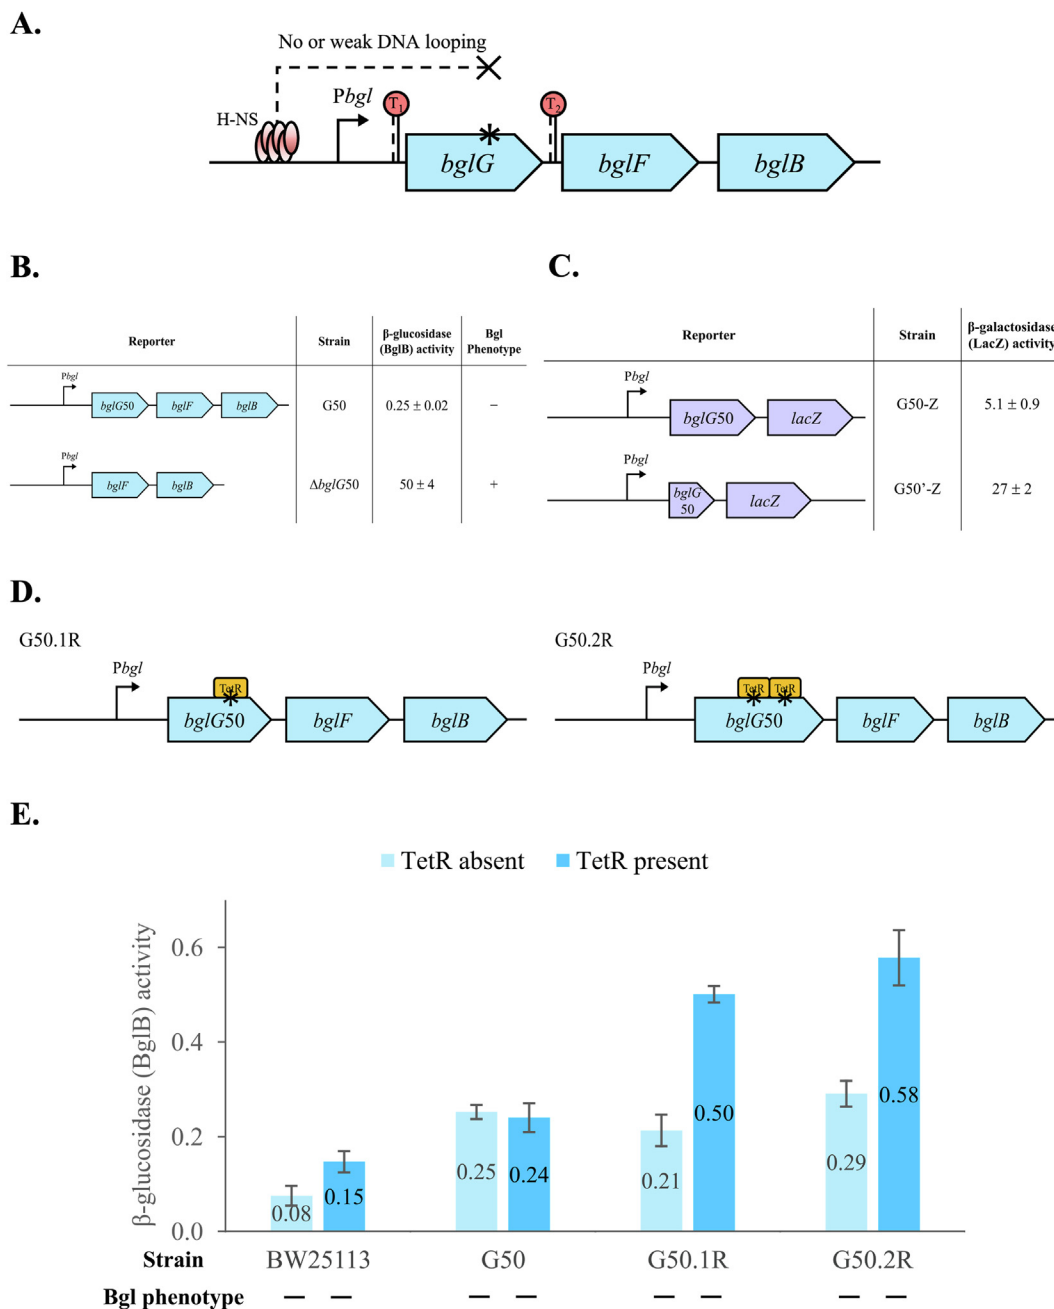 A.
No or weak DNA looping
H-NS
Pbgl
T1
T2
bglG
*
bglF
bglB
B.
Reporter
Strain
β-glucosidase
(BglB) activity
Bgl
Phenotype
Pbgl
bglG50
bglF
bglB
G50
0.25 ± 0.02
−
Pbgl
bglF
bglB
ΔbglG50
50 ± 4
+
C.
Reporter
Strain
β-galactosidase
(LacZ) activity
Pbgl
bglG50
lacZ
G50-Z
5.1 ± 0.9
Pbgl
bglG
50
lacZ
G50’-Z
27 ± 2
D.
G50.1R
Pbgl
TetR
*
bglG50
bglF
bglB
G50.2R
Pbgl
TetR TetR
* *
bglG50
bglF
bglB
E.
TetR absent TetR present
β-glucosidase (BglB) activity
0.6
0.4
0.2
0.0
0.08
0.15
0.25
0.24
0.21
0.50
0.29
0.58
Strain BW25113 G50 G50.1R G50.2R
Bgl phenotype − − − − − − − −